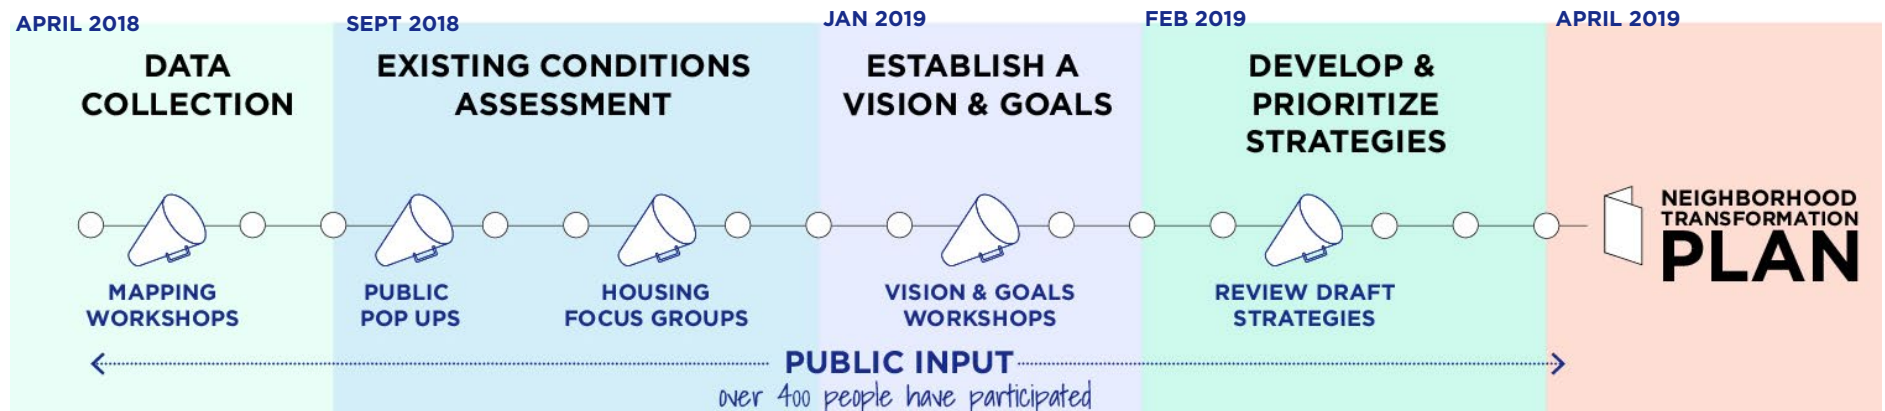 APRIL 2018
SEPT 2018
JAN 2019
FEB 2019
APRIL 2019
DATA
COLLECTION
EXISTING CONDITIONS
ASSESSMENT
ESTABLISH A
VISION & GOALS
DEVELOP &
PRIORITIZE
STRATEGIES
NEIGHBORHOOD
TRANSFORMATION
PLAN
MAPPING
WORKSHOPS
PUBLIC
POP UPS
HOUSING
FOCUS GROUPS
VISION & GOALS
WORKSHOPS
REVIEW DRAFT
STRATEGIES
PUBLIC INPUT
over 400 people have participated